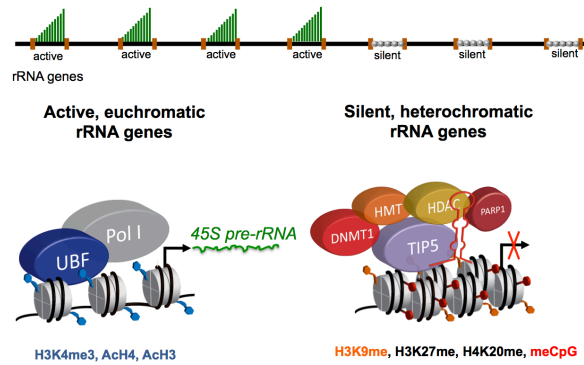 active
active
active
active
silent
silent
silent
rRNA genes
Active, euchromatic
rRNA genes
Silent, heterochromatic
rRNA genes
Pol I
UBF
45S pre-rRNA
HMT
HDAC
PARP1
DNMT1
TIP5
X
H3K4me3, AcH4, AcH3
H3K9me, H3K27me, H4K20me, meCpG